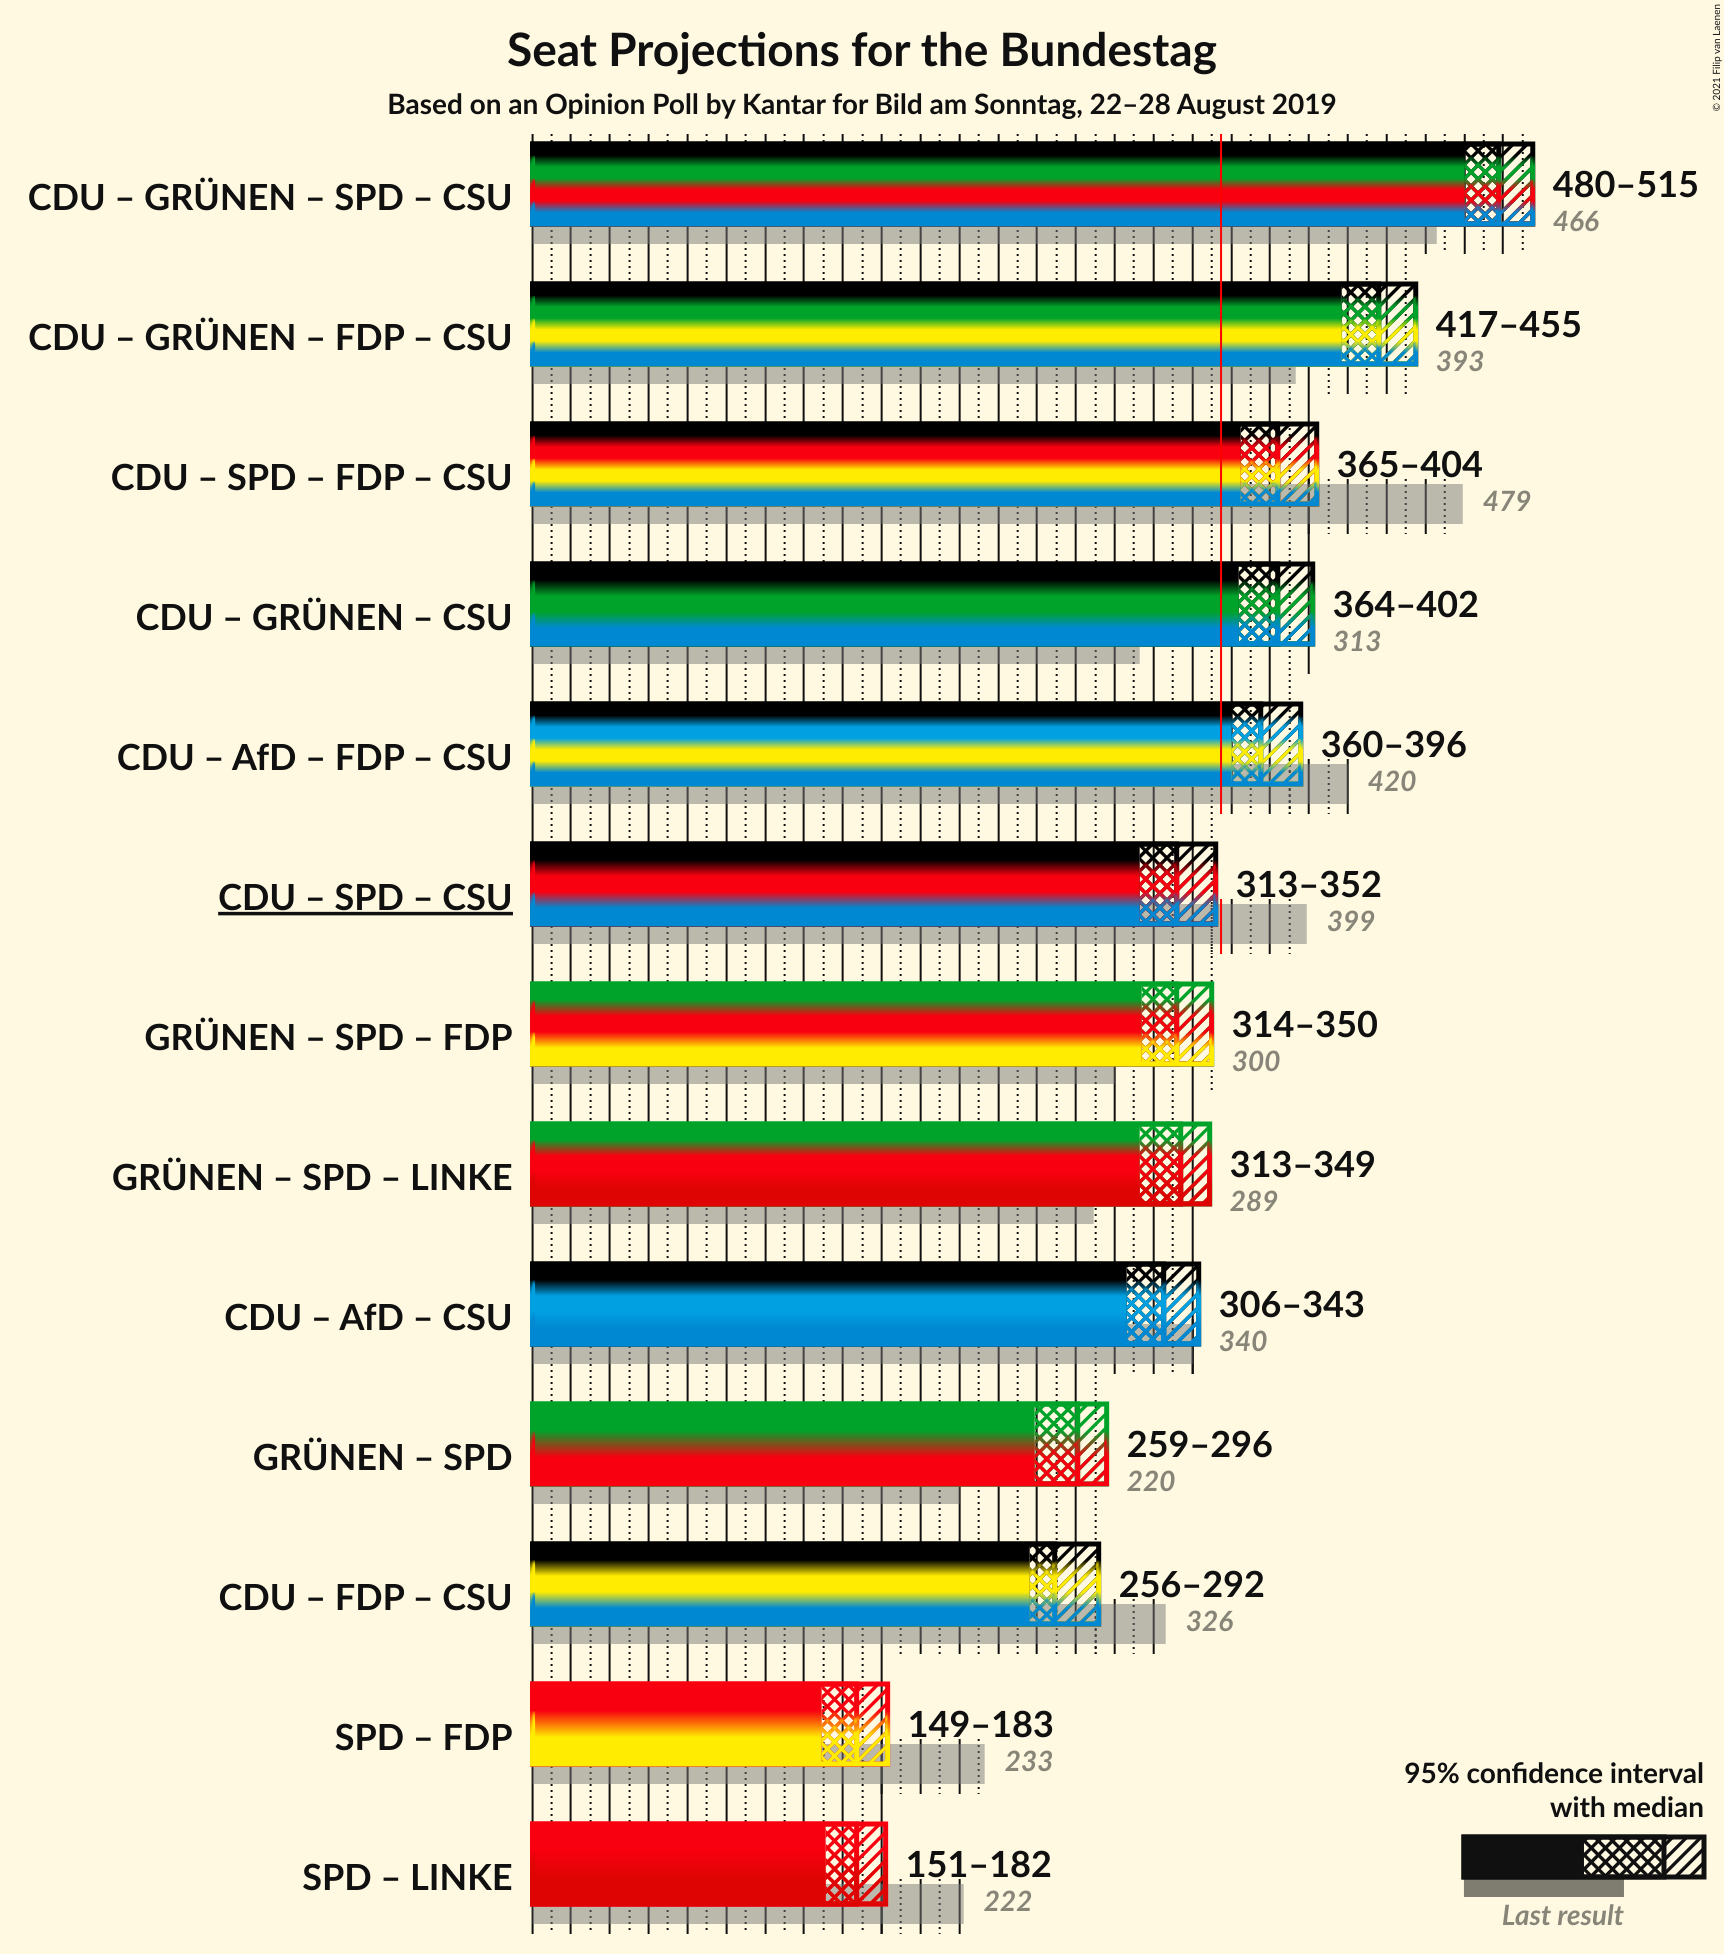 Seat Projections for the Bundestag
Based on an Opinion Poll by Kantar for Bild am Sonntag, 22–28 August 2019
© 2021 Filip van Laenen
CDU – GRÜNEN – SPD – CSU
480–515
466
CDU – GRÜNEN – FDP – CSU
417–455
393
CDU – SPD – FDP – CSU
365–404
479
CDU – GRÜNEN – CSU
364–402
313
CDU – AfD – FDP – CSU
360–396
420
CDU – SPD – CSU
313–352
399
GRÜNEN – SPD – FDP
314–350
300
GRÜNEN – SPD – LINKE
313–349
289
CDU – AfD – CSU
306–343
340
GRÜNEN – SPD
259–296
220
CDU – FDP – CSU
256–292
326
SPD – FDP
149–183
233
SPD – LINKE
151–182
222
95% confidence interval
with median
Last result